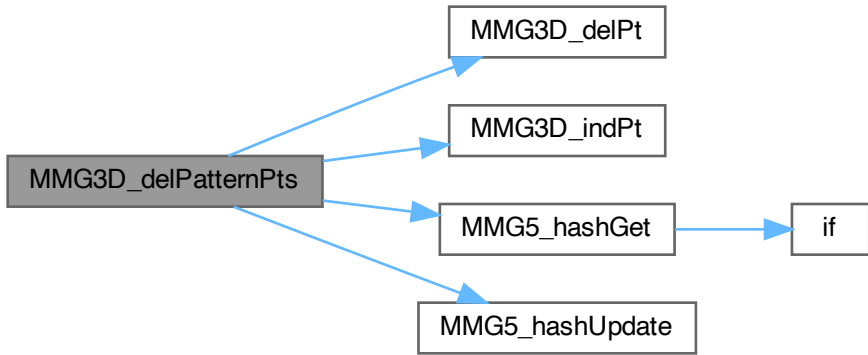 MMG3D_delPatternPts
MMG3D_delPt
MMG3D_indPt
MMG5_hashGet
if
MMG5_hashUpdate